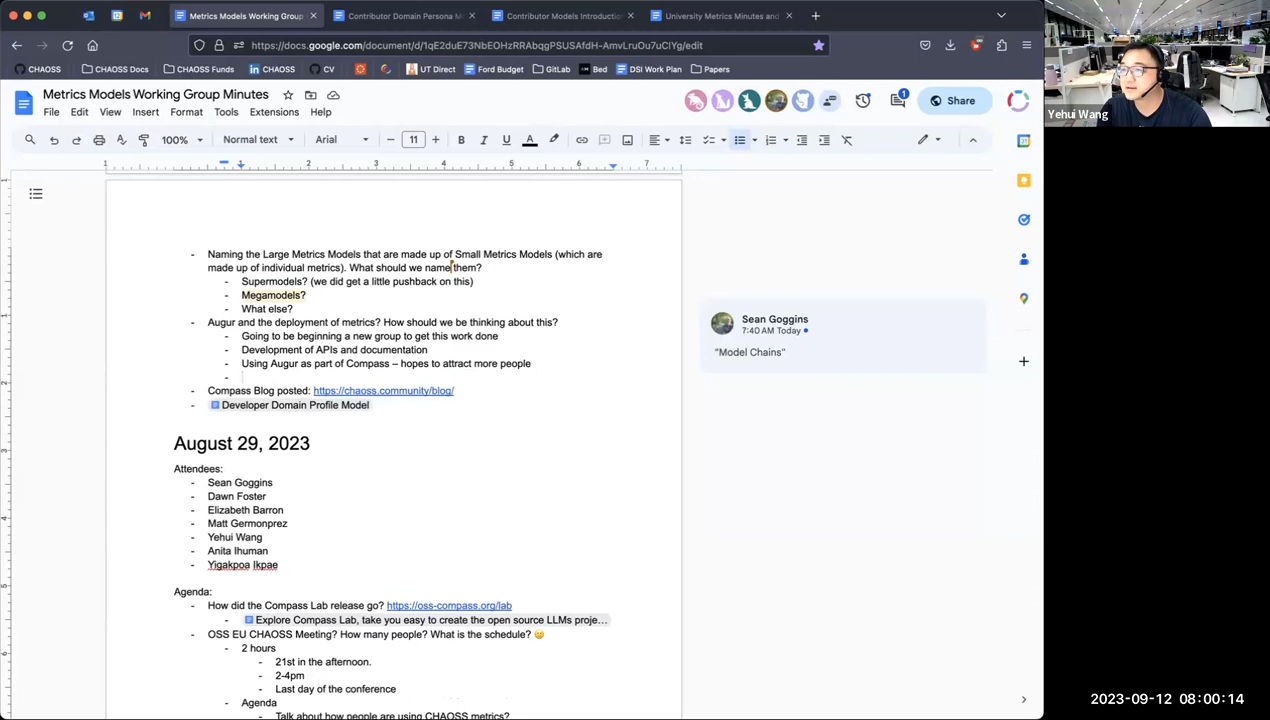 Metrics Models Working Group
Contributor Domain Persona M
Contributor Models Introduction
University Metrics Minutes and
https://docs.google.com/document/d/1qE2duE73NbEOHzRRAbqgPSUSAfdH-AmvLruOu7uClYg/edit
CHAOSS
CHAOSS Docs
CHAOSS Funds
CHAOSS
CV
UT Direct
Ford Budget
GitLab
Bed
DSI Work Plan
Papers
Metrics Models Working Group Minutes
File Edit View Insert Format Tools Extensions Help
1
Share
100%
Normal text
Arial
11
1 1 2 3 4 5 6 7
- Naming the Large Metrics Models that are made up of Small Metrics Models (which are
made up of individual metrics). What should we name them?
- Supermodels? (we did get a little pushback on this)
- Megamodels?
- What else?
- Augur and the deployment of metrics? How should we be thinking about this?
- Going to be beginning a new group to get this work done
- Development of APIs and documentation
- Using Augur as part of Compass – hopes to attract more people
-
- Compass Blog posted: https://chaoss.community/blog/
- Developer Domain Profile Model
August 29, 2023
Attendees:
- Sean Goggins
- Dawn Foster
- Elizabeth Barron
- Matt Germonprez
- Yehui Wang
- Anita Ihuman
- Yigakpoa Ikpae
Agenda:
- How did the Compass Lab release go? https://oss-compass.org/lab
- Explore Compass Lab, take you easy to create the open source LLMs proje...
- OSS EU CHAOSS Meeting? How many people? What is the schedule? 🙂
- 2 hours
- 21st in the afternoon.
- 2-4pm
- Last day of the conference
- Agenda
- Talk about how people are using CHAOSS metrics?
Sean Goggins
7:40 AM Today
"Model Chains"
Yehui Wang
2023-09-12 08:00:14